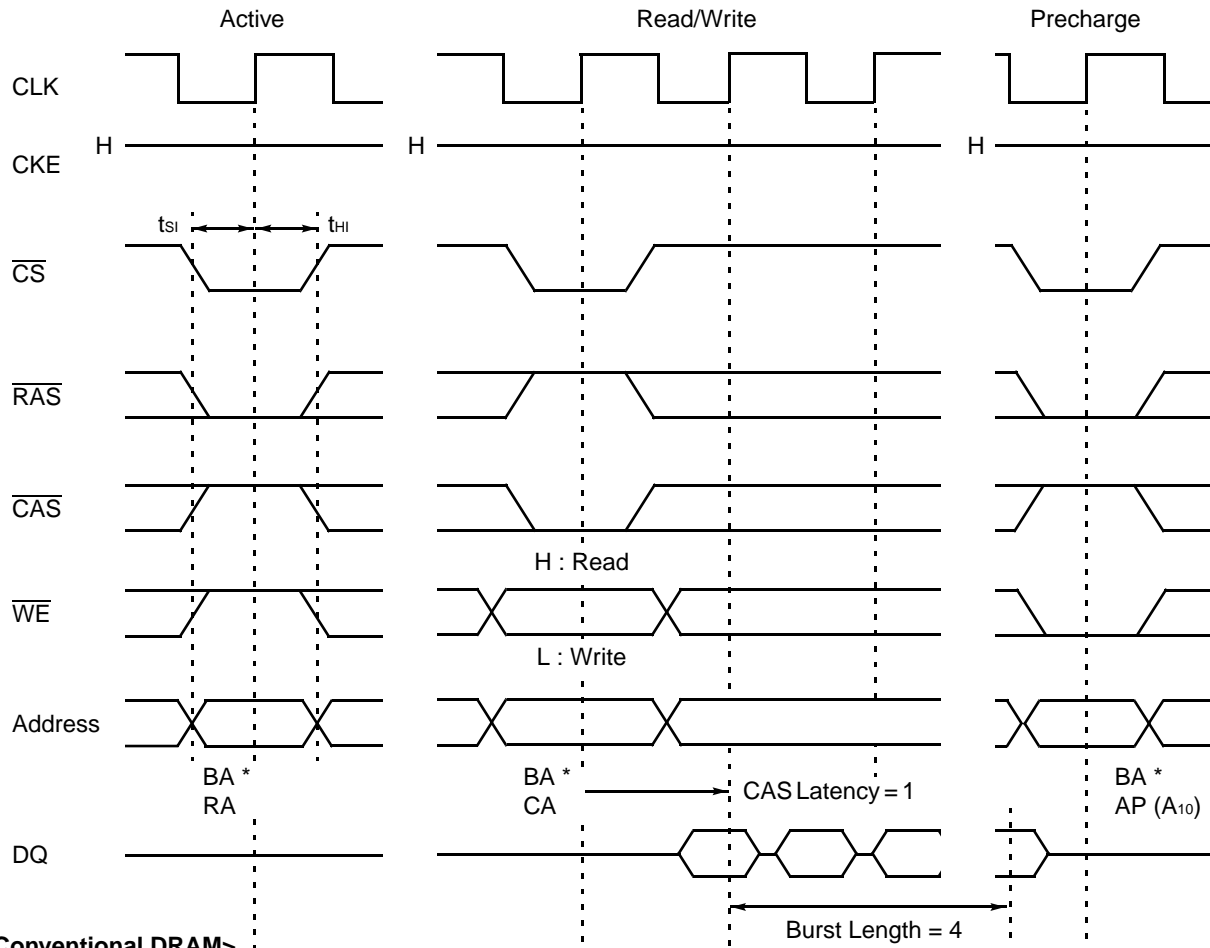 Active Read/Write Precharge
CLK
H H H
CKE
tSI tHI
CS
RAS
CAS
H : Read
WE
L : Write
Address
BA * BA * CAS Latency = 1 BA *
RA CA AP (A10)
DQ
Burst Length = 4
Conventional DRAM>